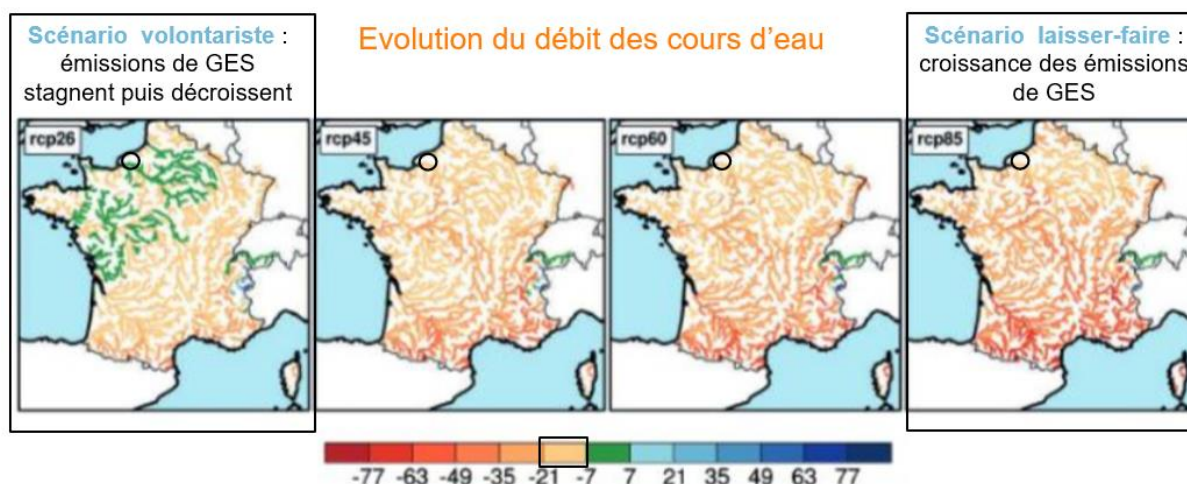 Scénario volontariste :
émissions de GES
stagnent puis décroissent
Evolution du débit des cours d’eau
Scénario laisser-faire :
croissance des émissions
de GES
rcp26
rcp45
rcp60
rcp85
-77 -63 -49 -35 -21 -7 7 21 35 49 63 77